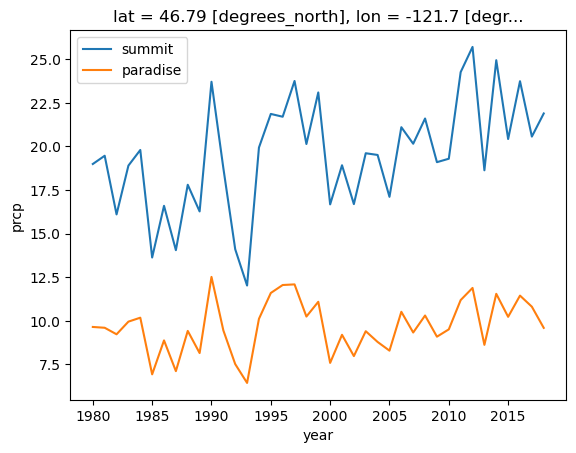 lat = 46.79 [degrees_north], lon = -121.7 [degr...
summit
paradise
prcp
25.0
22.5
20.0
17.5
15.0
12.5
10.0
7.5
1980 1985 1990 1995 2000 2005 2010 2015
year